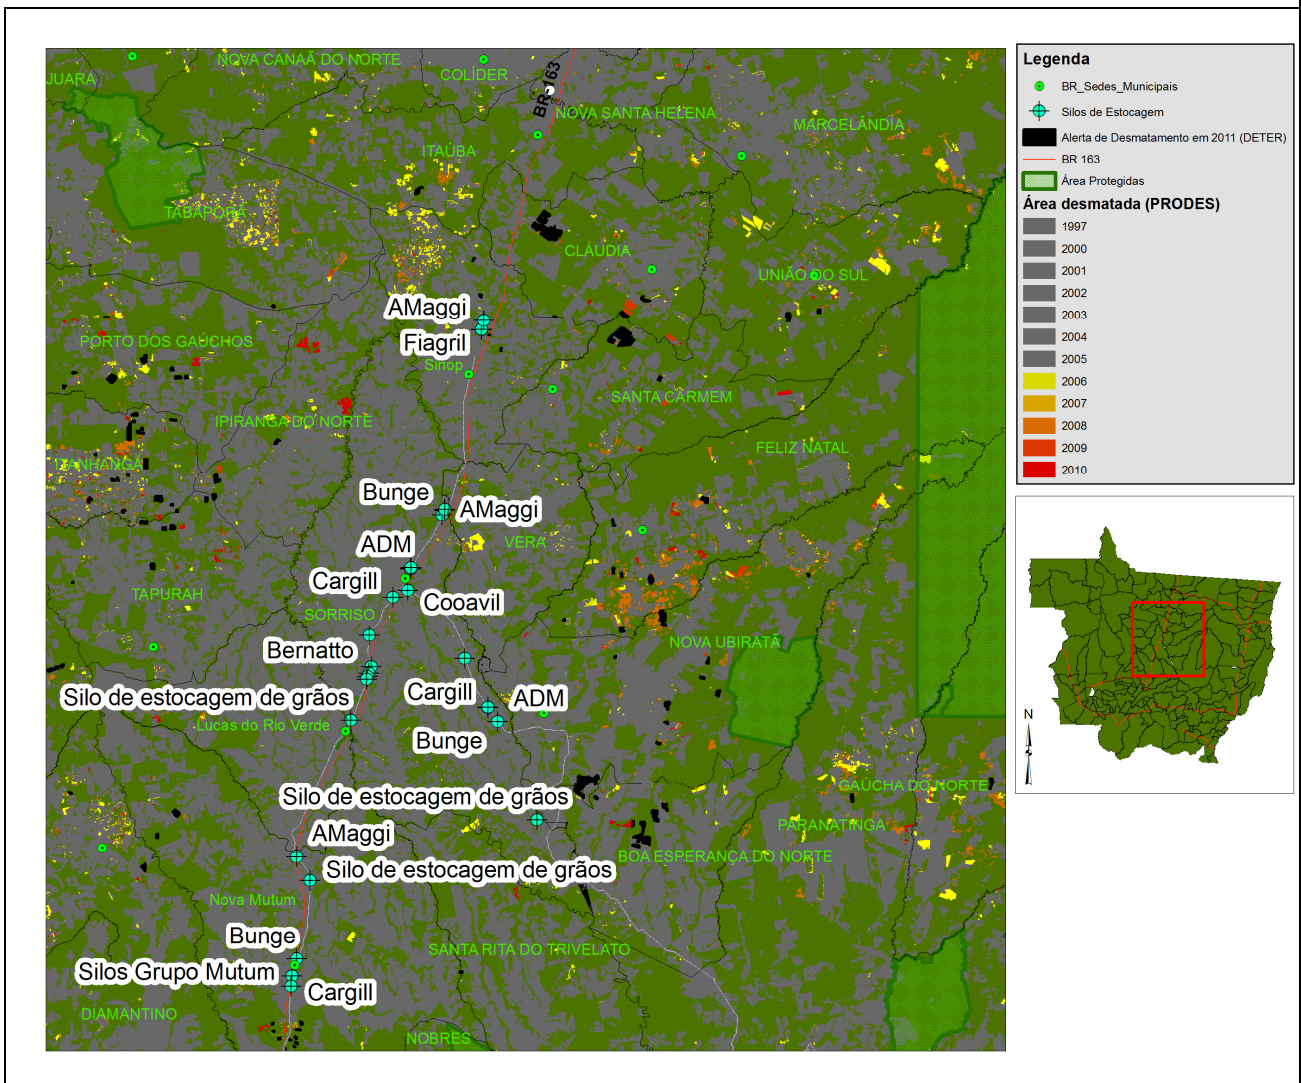 NOVA CANAÃ DO NORTE
JUARA
COLÍDER
BR-163
NOVA SANTA HELENA
MARCELÂNDIA
ITAÚBA
TABAPORÃ
CLÁUDIA
UNIÃO DO SUL
AMaggi
Fiagril
PORTO DOS GAÚCHOS
Sinop
SANTA CARMEM
IPIRANGA DO NORTE
FELIZ NATAL
ITANHANGÁ
Bunge
AMaggi
ADM
VERA
Cargill
Cooavil
TAPURAH
SORRISO
NOVA UBIRATÃ
Bernatto
Silo de estocagem de grãos
Cargill
ADM
Lucas do Rio Verde
Bunge
GAÚCHA DO NORTE
Silo de estocagem de grãos
PARANATINGA
AMaggi
BOA ESPERANÇA DO NORTE
Silo de estocagem de grãos
Nova Mutum
Bunge
SANTA RITA DO TRIVELATO
Silos Grupo Mutum
Cargill
DIAMANTINO
NOBRES
Legenda
BR_Sedes_Municipais
Silos de Estocagem
Alerta de Desmatamento em 2011 (DETER)
BR 163
Área Protegidas
Área desmatada (PRODES)
1997
2000
2001
2002
2003
2004
2005
2006
2007
2008
2009
2010
N